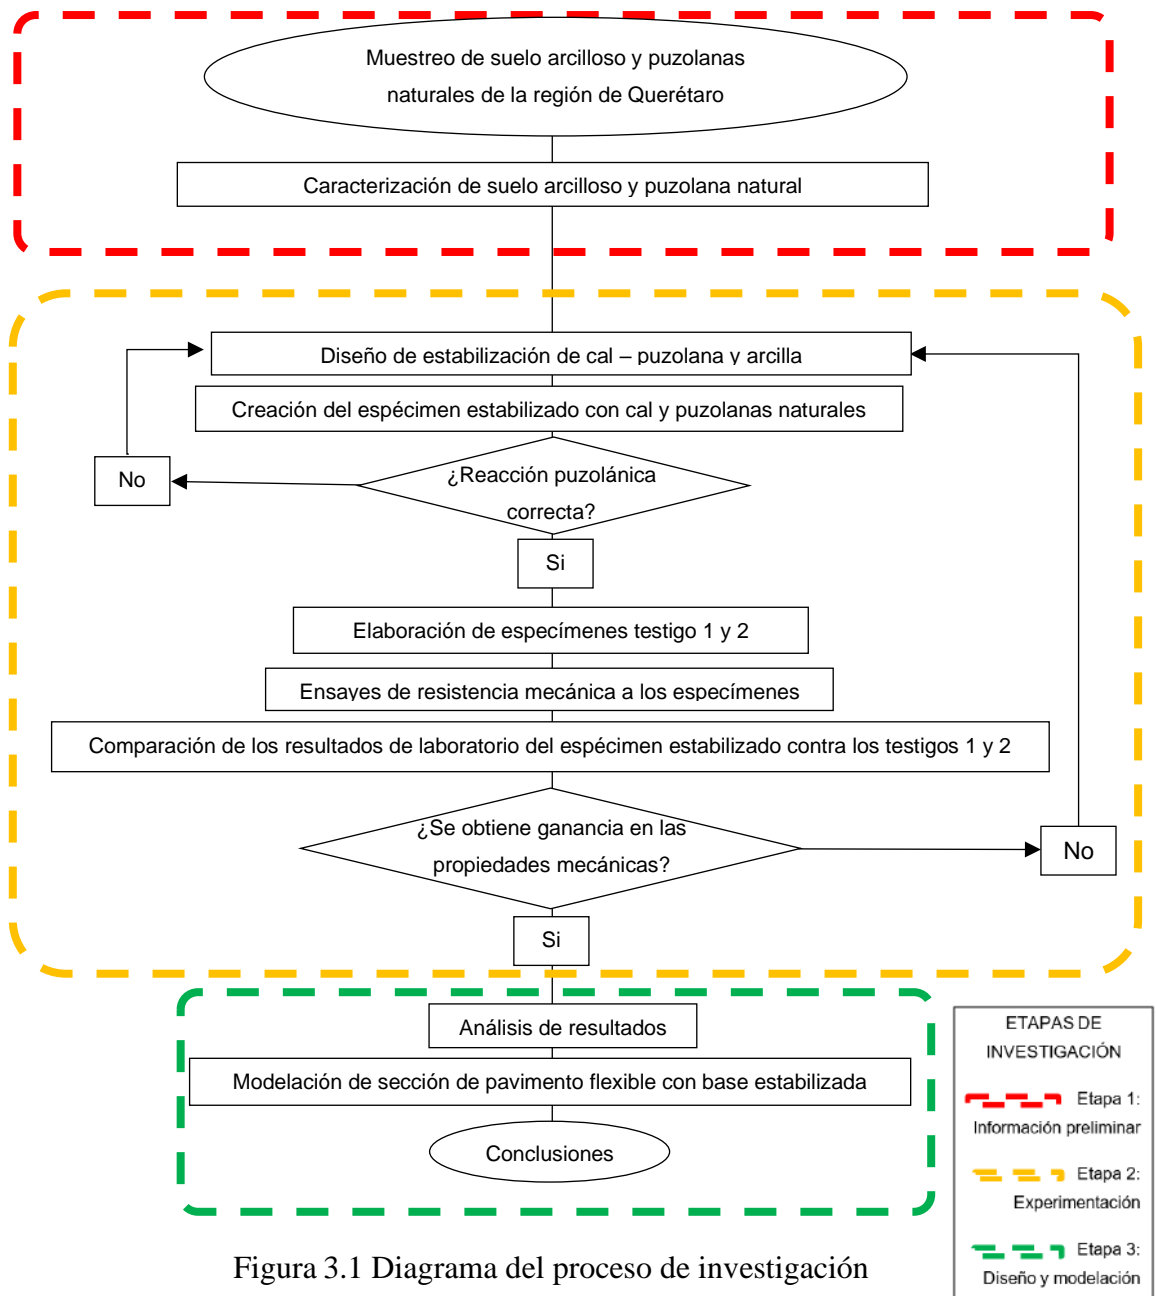 Muestreo de suelo arcilloso y puzolanas
naturales de la región de Querétaro
Caracterización de suelo arcilloso y puzolana natural
Diseño de estabilización de cal – puzolana y arcilla
Creación del espécimen estabilizado con cal y puzolanas naturales
¿Reacción puzolánica
correcta?
No
Si
Elaboración de especímenes testigo 1 y 2
Ensayes de resistencia mecánica a los especímenes
Comparación de los resultados de laboratorio del espécimen estabilizado contra los testigos 1 y 2
¿Se obtiene ganancia en las
propiedades mecánicas?
No
Si
Análisis de resultados
Modelación de sección de pavimento flexible con base estabilizada
Conclusiones
ETAPAS DE
INVESTIGACIÓN
Etapa 1:
Información preliminar
Etapa 2:
Experimentación
Etapa 3:
Diseño y modelación
Figura 3.1 Diagrama del proceso de investigación